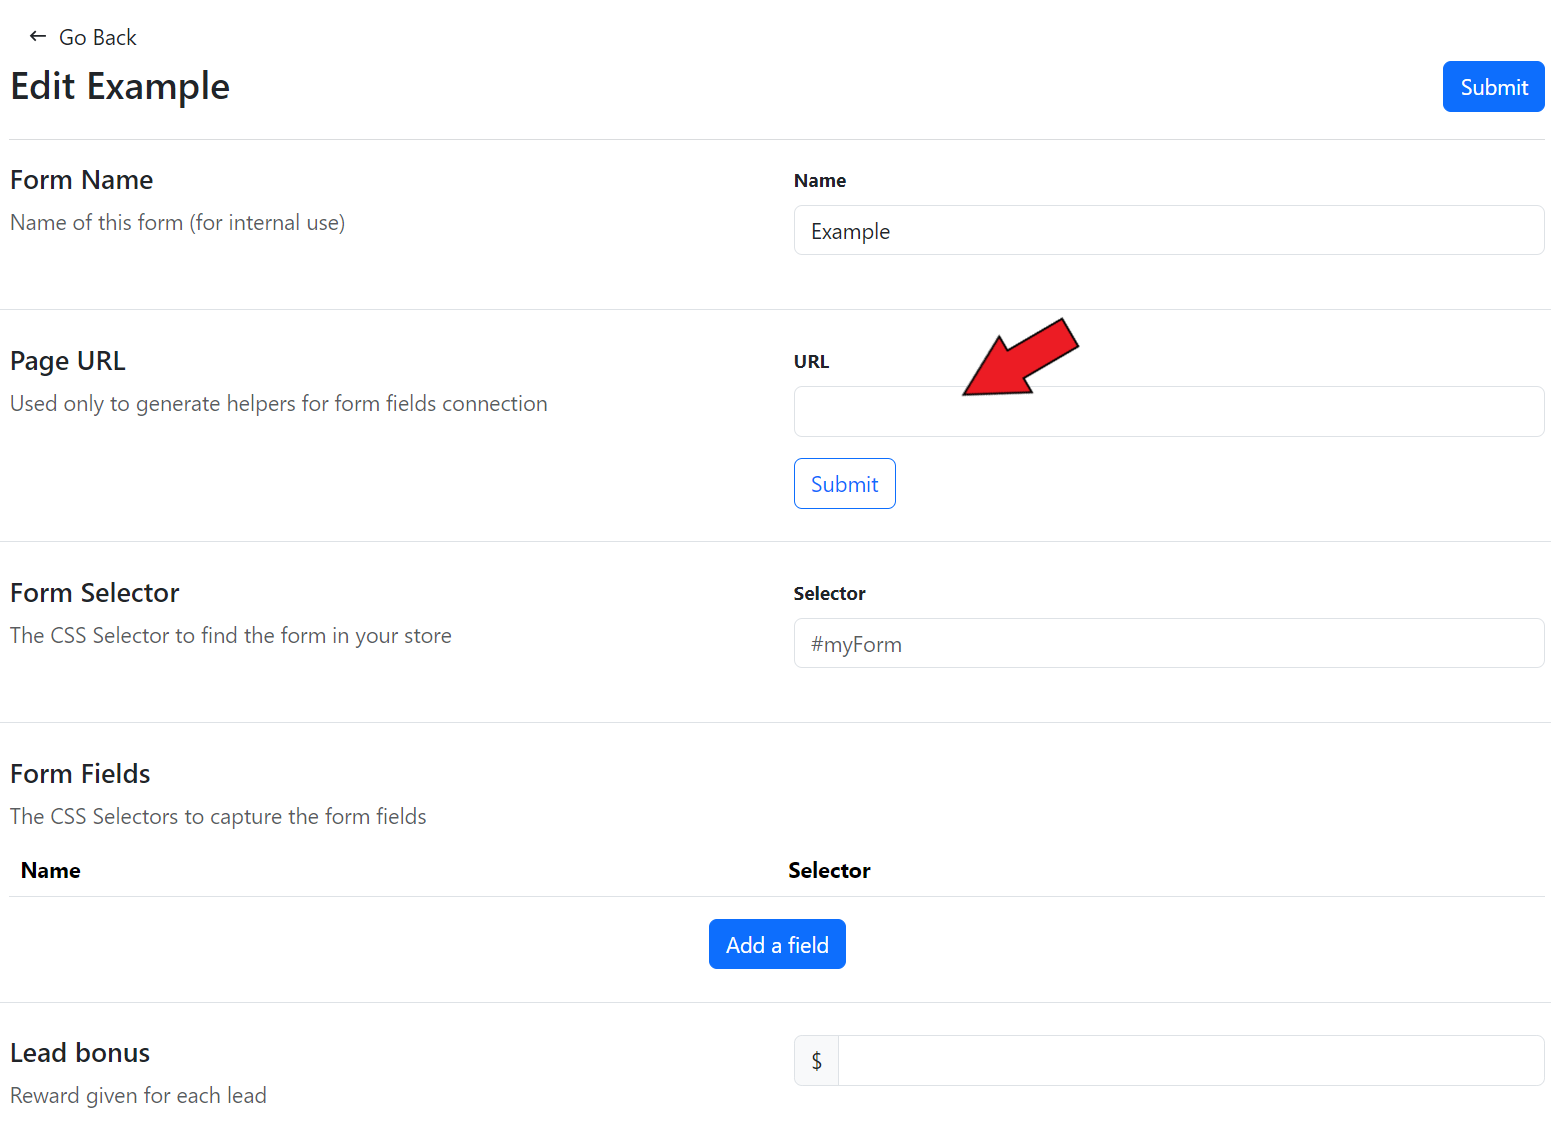 ← Go Back
Edit Example
Submit
Form Name
Name of this form (for internal use)
Name
Example
Page URL
Used only to generate helpers for form fields connection
URL
Submit
Form Selector
The CSS Selector to find the form in your store
Selector
#myForm
Form Fields
The CSS Selectors to capture the form fields
Name Selector
Add a field
Lead bonus
Reward given for each lead
$